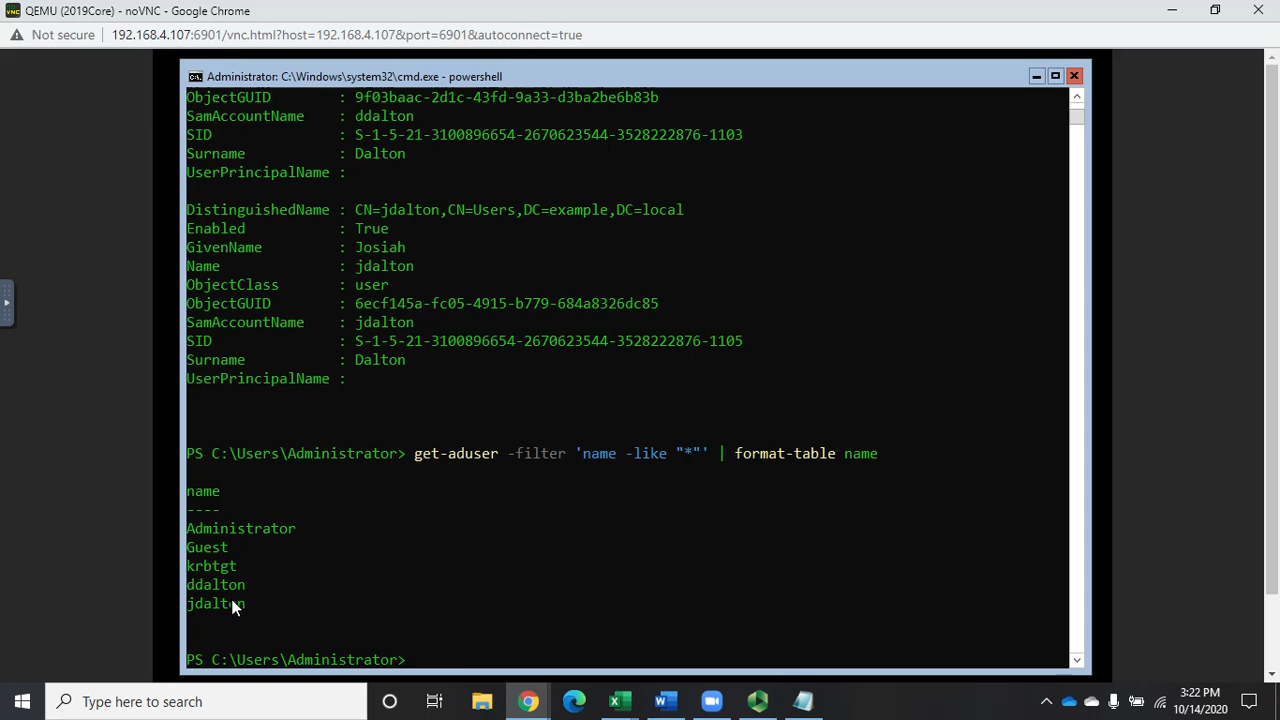 QEMU (2019Core) - noVNC - Google Chrome
Not secure 192.168.4.107:6901/vnc.html?host=192.168.4.107&port=6901&autoconnect=true
Administrator: C:\Windows\system32\cmd.exe - powershell
ObjectGUID : 9f03baac-2d1c-43fd-9a33-d3ba2be6b83b
SamAccountName : ddalton
SID : S-1-5-21-3100896654-2670623544-3528222876-1103
Surname : Dalton
UserPrincipalName :
DistinguishedName : CN=jdalton,CN=Users,DC=example,DC=local
Enabled : True
GivenName : Josiah
Name : jdalton
ObjectClass : user
ObjectGUID : 6ecf145a-fc05-4915-b779-684a8326dc85
SamAccountName : jdalton
SID : S-1-5-21-3100896654-2670623544-3528222876-1105
Surname : Dalton
UserPrincipalName :
PS C:\Users\Administrator> get-aduser -filter 'name -like "*"' | format-table name
name
----
Administrator
Guest
krbtgt
ddalton
jdalton
PS C:\Users\Administrator>
Type here to search
3:22 PM
10/14/2020